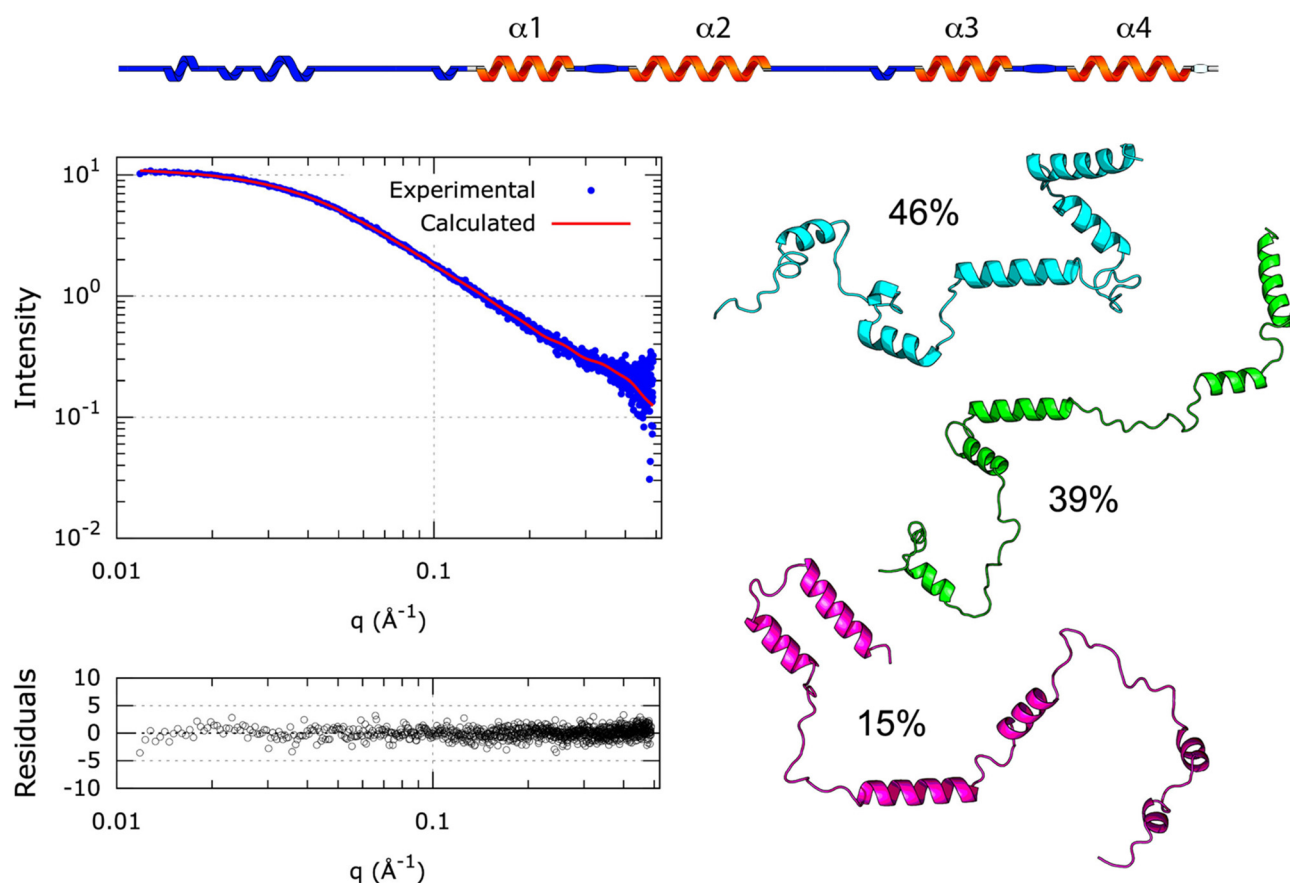 α1 α2 α3 α4
10¹
10⁰
10⁻¹
10⁻²
Intensity
Experimental
Calculated
0.01 0.1
q (Å⁻¹)
10
5
0
-5
-10
Residuals
0.01 0.1
q (Å⁻¹)
46%
39%
15%